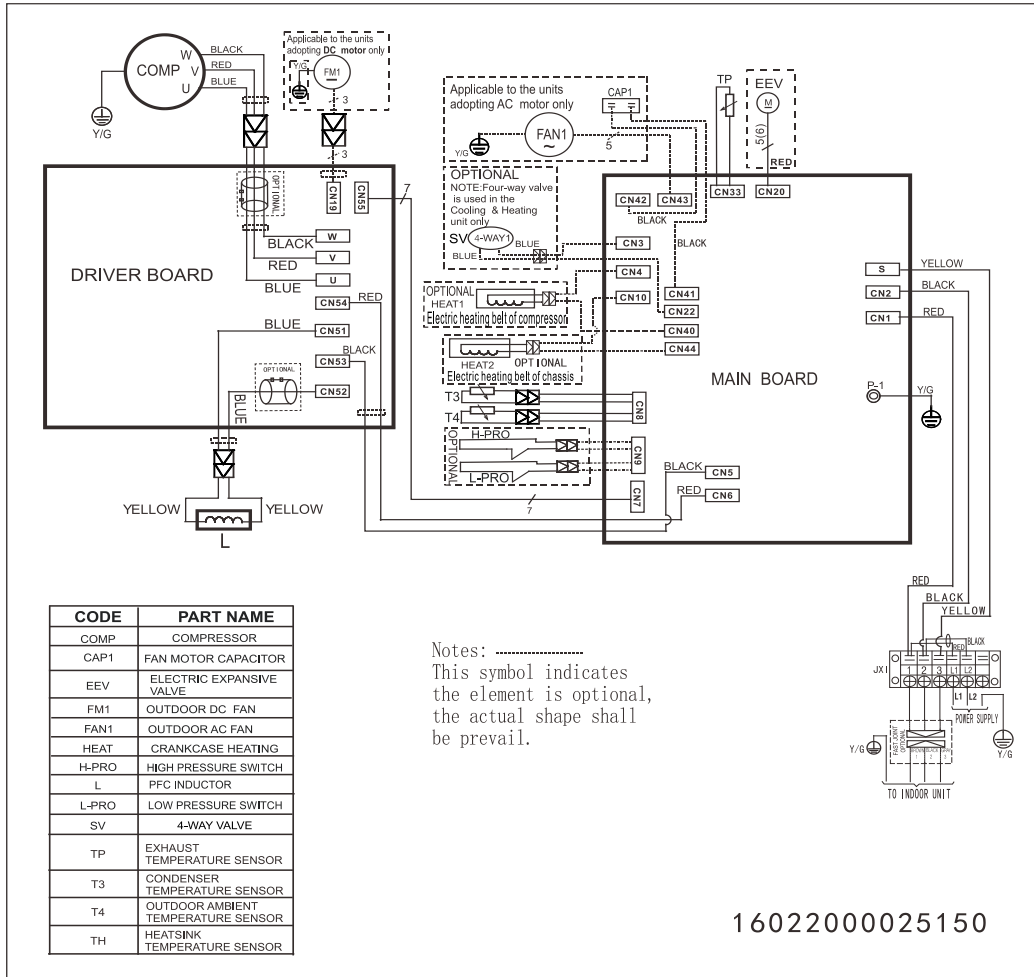 COMP
W
V
U
BLACK
RED
BLUE
Y/G
Applicable to the units
adopting DC motor only
Y/G
FM1
3
3
OPTIONAL
CN19
CN55
7
DRIVER BOARD
BLACK
W
RED
V
BLUE
U
CN54
RED
BLUE
CN51
CN53
BLACK
OPTIONAL
CN52
BLUE
YELLOW
YELLOW
L
Applicable to the units
adopting AC motor only
CAP1
FAN1
Y/G
5
OPTIONAL
NOTE:Four-way valve
is used in the
Cooling & Heating
unit only
SV
4-WAY1
BLUE
BLUE
OPTIONAL
HEAT1
Electric heating belt of compressor
HEAT2
OPTIONAL
Electric heating belt of chassis
T3
T4
OPTIONAL
H-PRO
L-PRO
7
TP
EEV
M
5(6)
RED
CN33
CN20
CN42
CN43
BLACK
CN3
BLACK
CN4
CN10
CN41
CN22
CN40
CN44
CN8
CN9
CN7
BLACK
CN5
RED
CN6
MAIN BOARD
S
YELLOW
CN2
BLACK
CN1
RED
P-1
Y/G
RED
BLACK
YELLOW
BLACK
RED
JX1
1
2
3
L1
L2
L1
L2
POWER SUPPLY
Y/G
Y/G
FAST JOINT
OPTIONAL
TO INDOOR UNIT
CODE PART NAME
COMP COMPRESSOR
CAP1 FAN MOTOR CAPACITOR
EEV ELECTRIC EXPANSIVE
VALVE
FM1 OUTDOOR DC FAN
FAN1 OUTDOOR AC FAN
HEAT CRANKCASE HEATING
H-PRO HIGH PRESSURE SWITCH
L PFC INDUCTOR
L-PRO LOW PRESSURE SWITCH
SV 4-WAY VALVE
TP EXHAUST
TEMPERATURE SENSOR
T3 CONDENSER
TEMPERATURE SENSOR
T4 OUTDOOR AMBIENT
TEMPERATURE SENSOR
TH HEATSINK
TEMPERATURE SENSOR
Notes:
This symbol indicates
the element is optional,
the actual shape shall
be prevail.
16022000025150